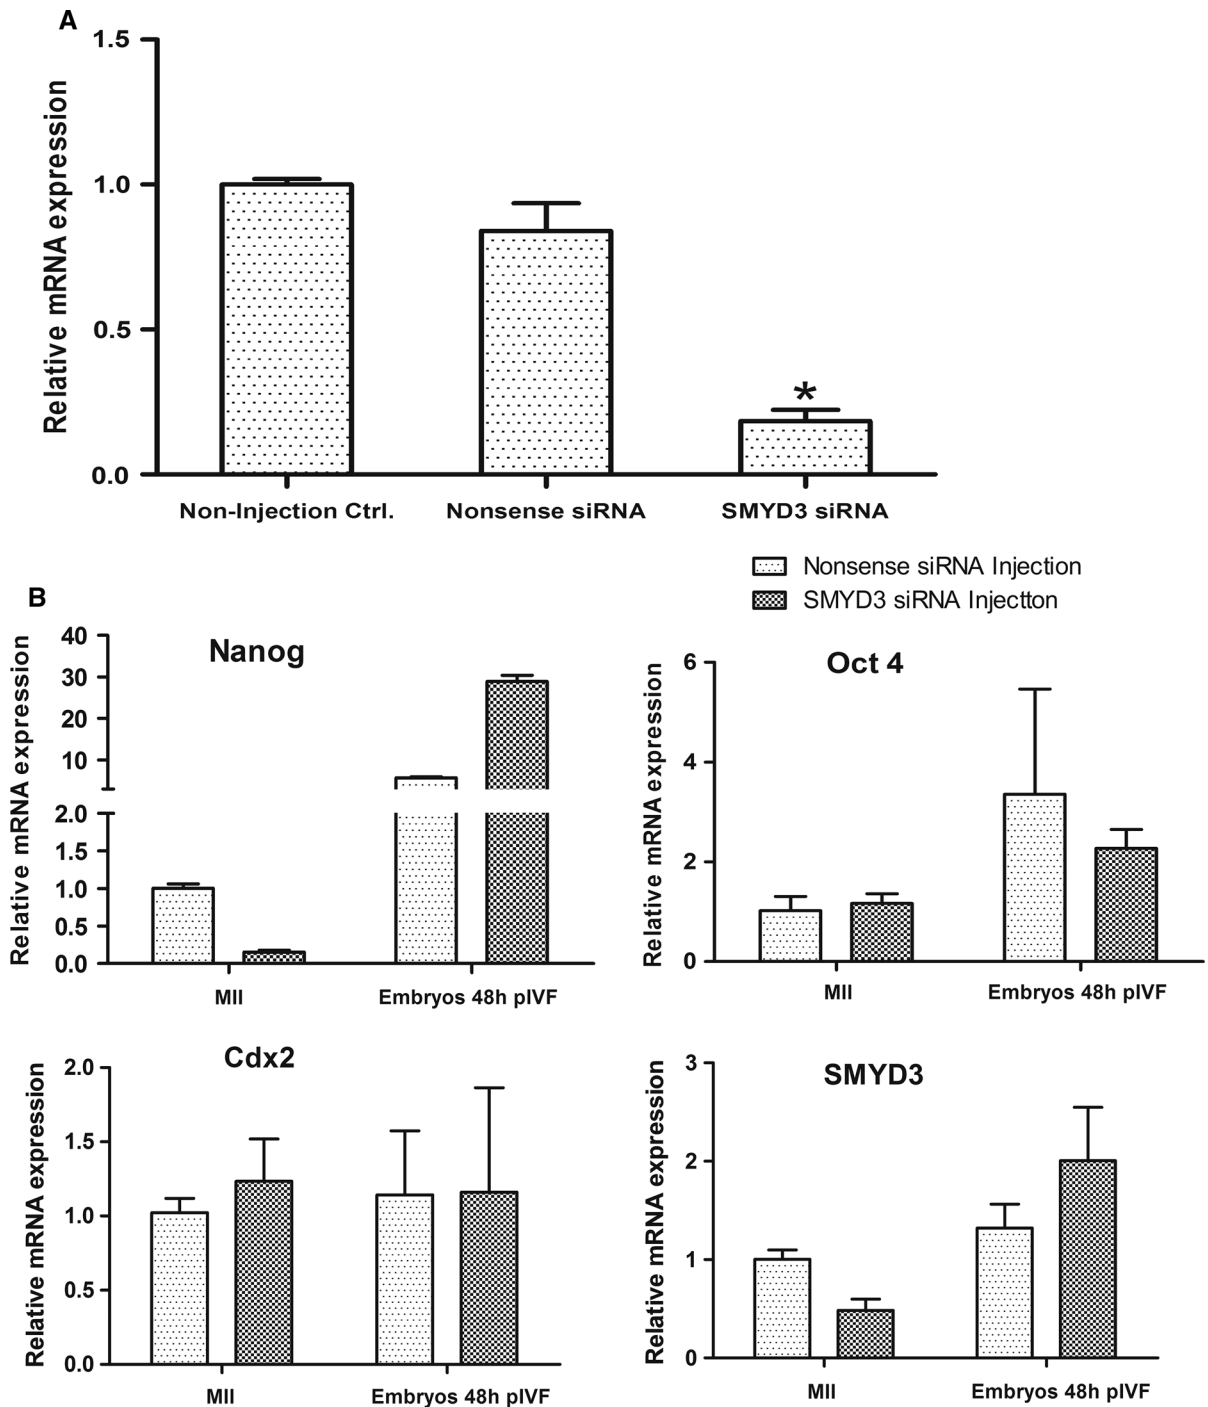 A
Relative mRNA expression
1.5
1.0
0.5
0.0
Non-Injection Ctrl.
Nonsense siRNA
SMYD3 siRNA
*
Nonsense siRNA Injection
SMYD3 siRNA Injectton
B
Nanog
Relative mRNA expression
40
30
20
10
2.0
1.5
1.0
0.5
0.0
MII
Embryos 48h pIVF
Oct 4
Relative mRNA expression
6
4
2
0
MII
Embryos 48h pIVF
Cdx2
Relative mRNA expression
2.0
1.5
1.0
0.5
0.0
MII
Embryos 48h pIVF
SMYD3
Relative mRNA expression
3
2
1
0
MII
Embryos 48h pIVF